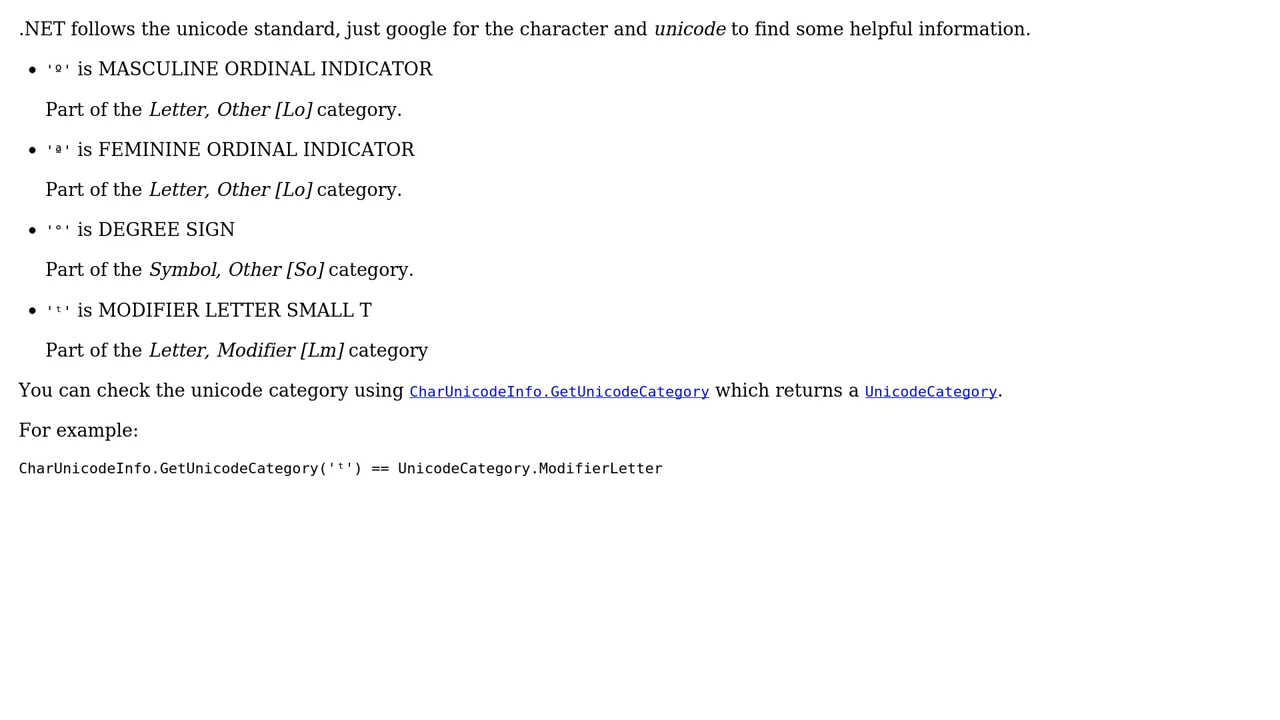 .NET follows the unicode standard, just google for the character and unicode to find some helpful information.
• 'º' is MASCULINE ORDINAL INDICATOR
Part of the Letter, Other [Lo] category.
• 'ª' is FEMININE ORDINAL INDICATOR
Part of the Letter, Other [Lo] category.
• '°' is DEGREE SIGN
Part of the Symbol, Other [So] category.
• 'ᵗ' is MODIFIER LETTER SMALL T
Part of the Letter, Modifier [Lm] category
You can check the unicode category using CharUnicodeInfo.GetUnicodeCategory which returns a UnicodeCategory.
For example:
CharUnicodeInfo.GetUnicodeCategory('ᵗ') == UnicodeCategory.ModifierLetter